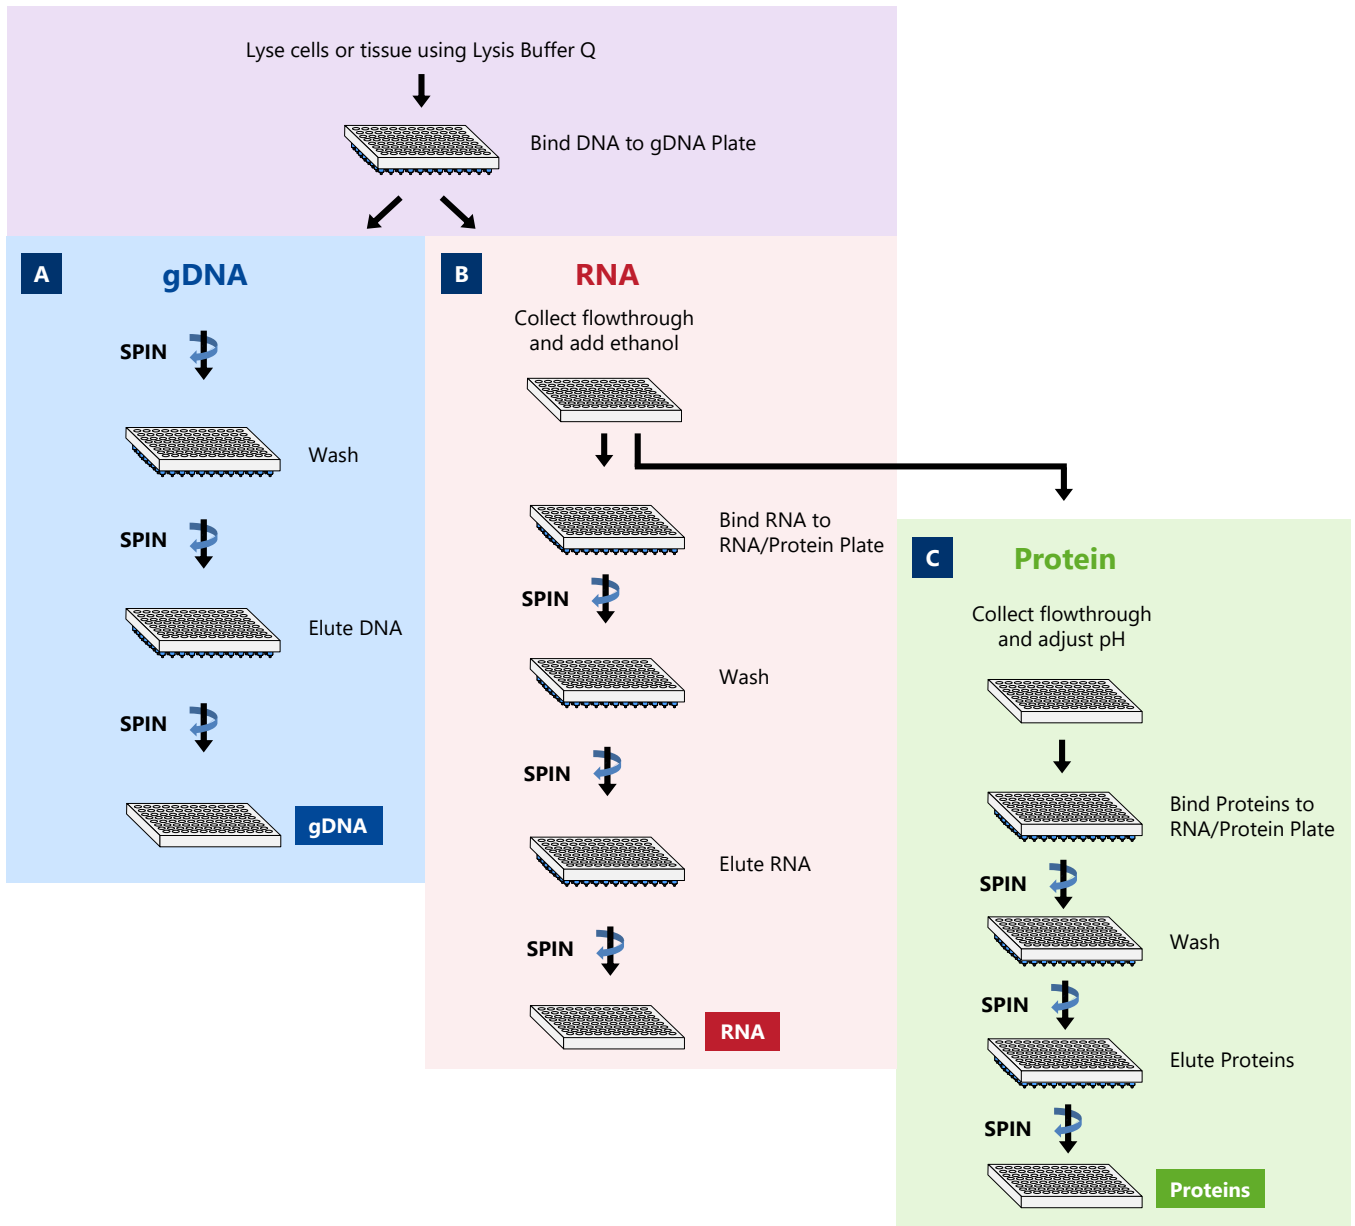 Lyse cells or tissue using Lysis Buffer Q
Bind DNA to gDNA Plate
A
gDNA
SPIN
Wash
SPIN
Elute DNA
SPIN
gDNA
B
RNA
Collect flowthrough
and add ethanol
Bind RNA to
RNA/Protein Plate
SPIN
Wash
SPIN
Elute RNA
SPIN
RNA
C
Protein
Collect flowthrough
and adjust pH
Bind Proteins to
RNA/Protein Plate
SPIN
Wash
SPIN
Elute Proteins
SPIN
Proteins